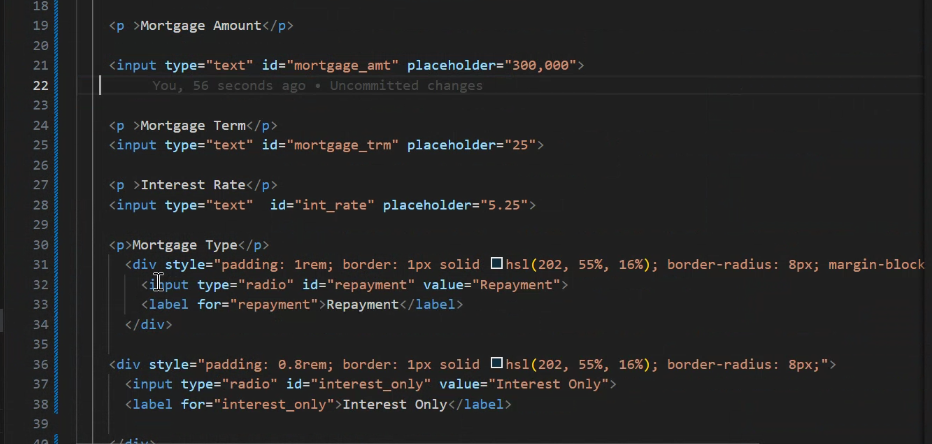 18
19 <p >Mortgage Amount</p>
20
21 <input type="text" id="mortgage_amt" placeholder="300,000">
22 You, 56 seconds ago • Uncommitted changes
23
24 <p >Mortgage Term</p>
25 <input type="text" id="mortgage_trm" placeholder="25">
26
27 <p >Interest Rate</p>
28 <input type="text"  id="int_rate" placeholder="5.25">
29
30 <p>Mortgage Type</p>
31 <div style="padding: 1rem; border: 1px solid hsl(202, 55%, 16%); border-radius: 8px; margin-block
32 <input type="radio" id="repayment" value="Repayment">
33 <label for="repayment">Repayment</label>
34 </div>
35
36 <div style="padding: 0.8rem; border: 1px solid hsl(202, 55%, 16%); border-radius: 8px;">
37 <input type="radio" id="interest_only" value="Interest Only">
38 <label for="interest_only">Interest Only</label>
39
40 </div>